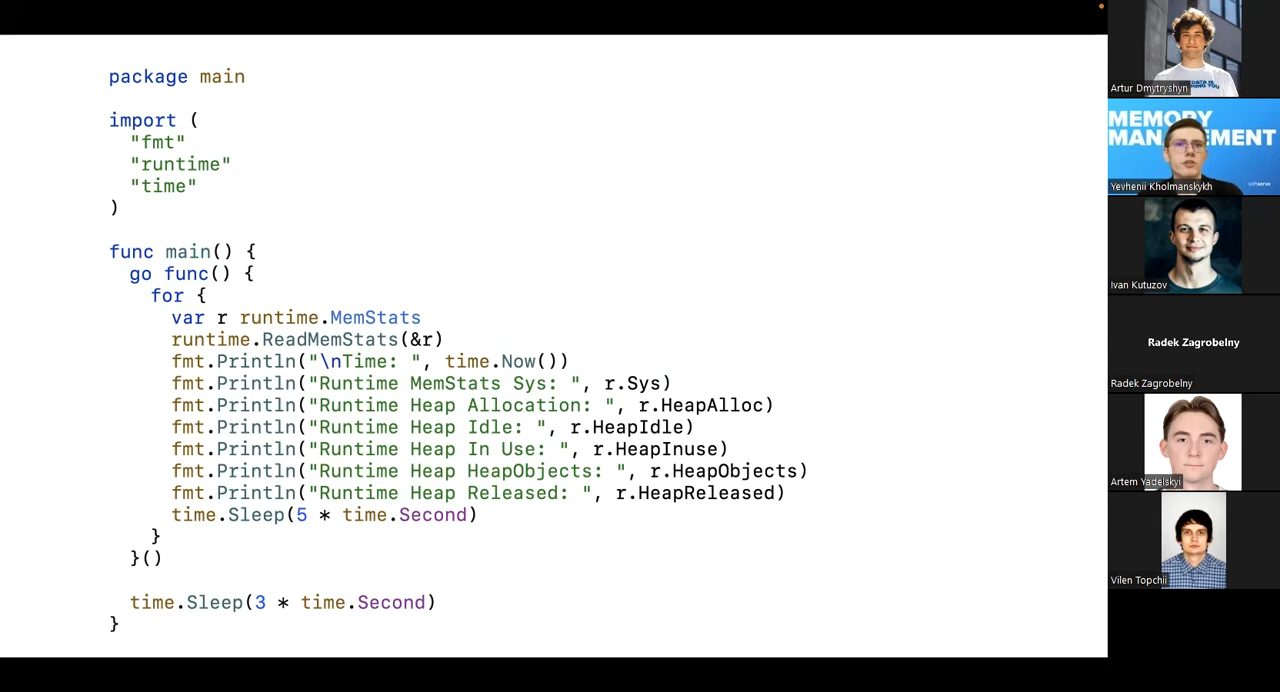 package main
import (
"fmt"
"runtime"
"time"
)
func main() {
go func() {
for {
var r runtime.MemStats
runtime.ReadMemStats(&r)
fmt.Println("\nTime: ", time.Now())
fmt.Println("Runtime MemStats Sys: ", r.Sys)
fmt.Println("Runtime Heap Allocation: ", r.HeapAlloc)
fmt.Println("Runtime Heap Idle: ", r.HeapIdle)
fmt.Println("Runtime Heap In Use: ", r.HeapInuse)
fmt.Println("Runtime Heap HeapObjects: ", r.HeapObjects)
fmt.Println("Runtime Heap Released: ", r.HeapReleased)
time.Sleep(5 * time.Second)
}
}()
time.Sleep(3 * time.Second)
}
Artur Dmytryshyn
MEMORY
MANAGEMENT
softserve
Yevhenii Kholmanskykh
Ivan Kutuzov
Radek Zagrobelny
Radek Zagrobelny
Artem Yadelskyi
Vilen Topchii